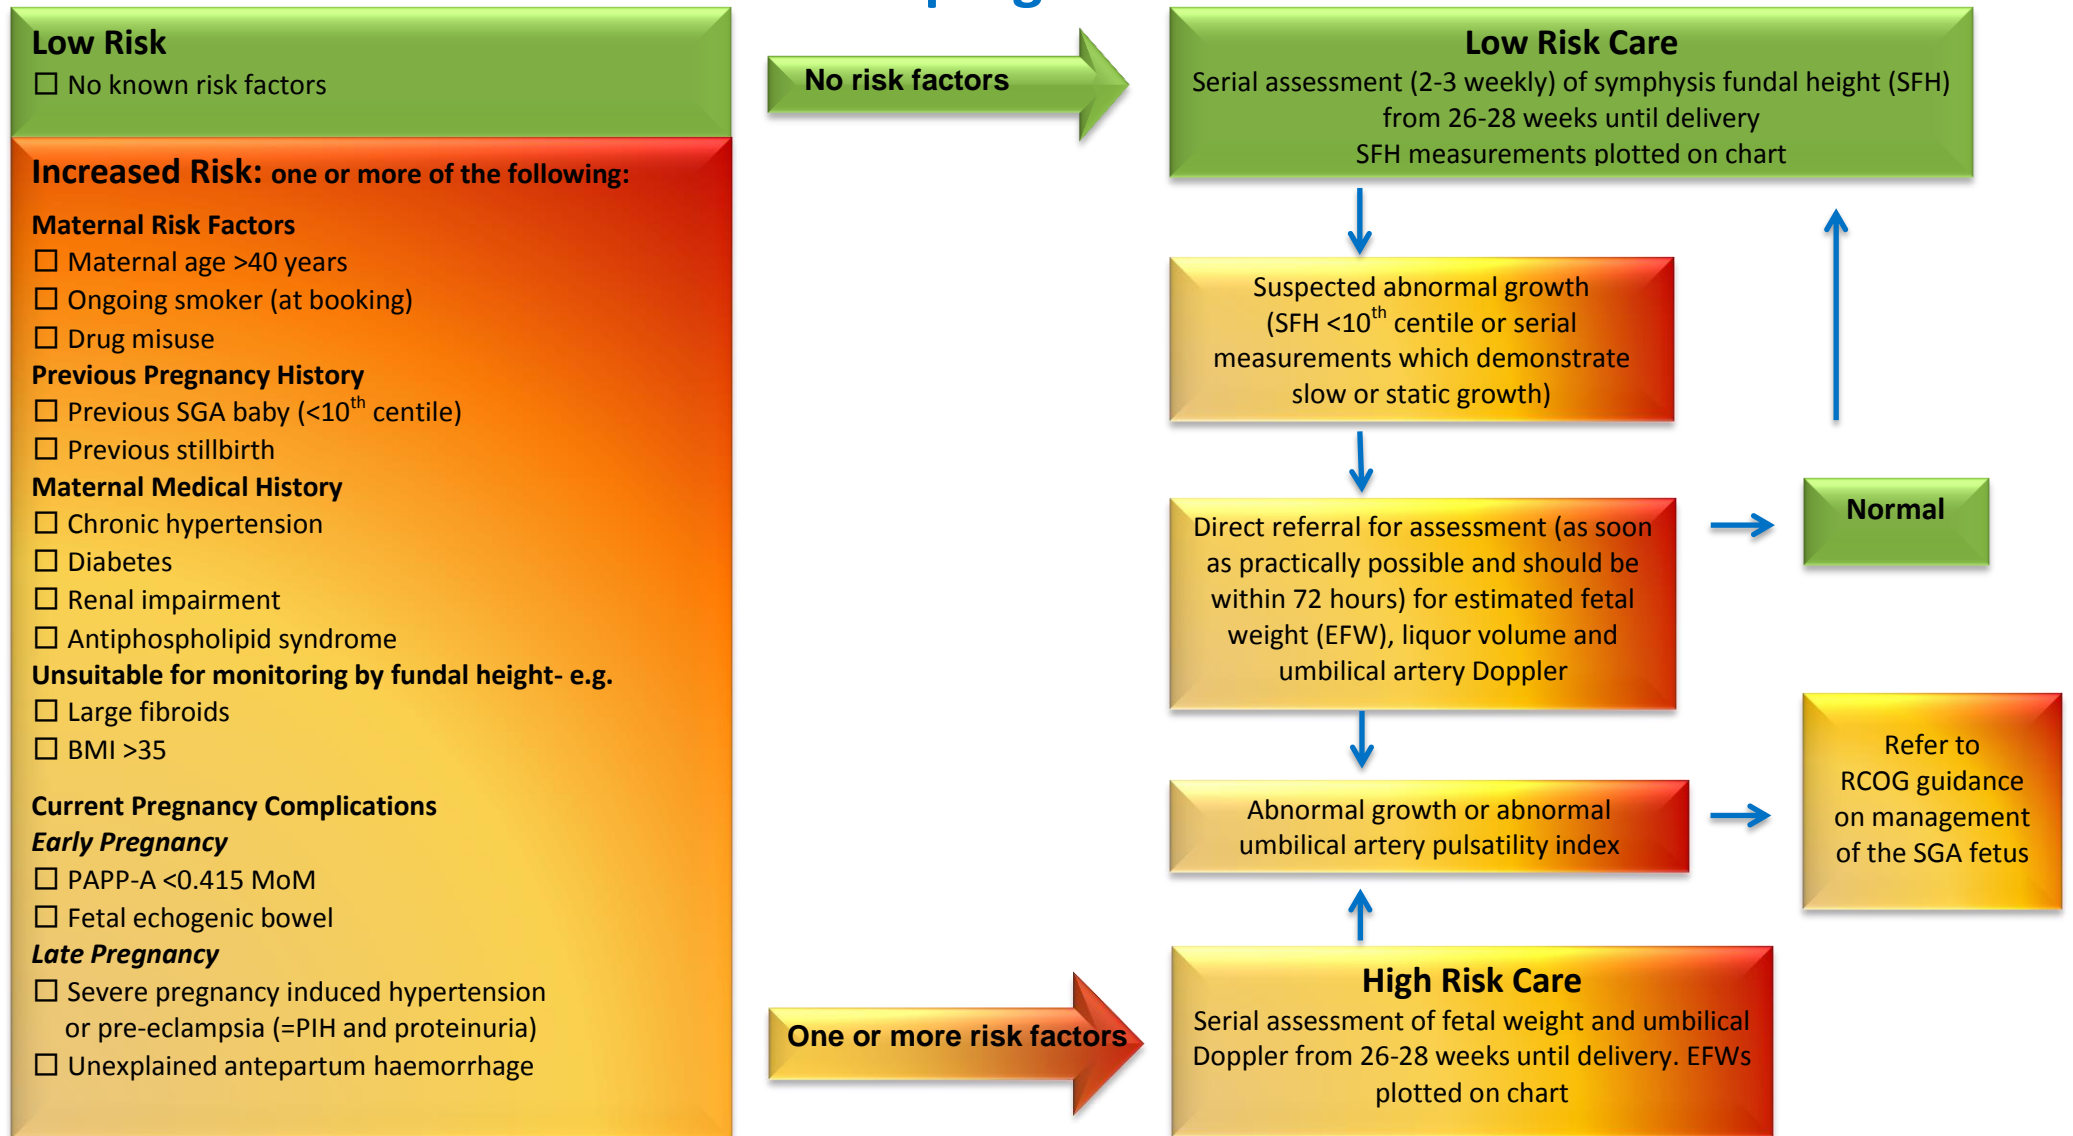 Low Risk
☐ No known risk factors
Increased Risk: one or more of the following:
Maternal Risk Factors
☐ Maternal age >40 years
☐ Ongoing smoker (at booking)
☐ Drug misuse
Previous Pregnancy History
☐ Previous SGA baby (<10th centile)
☐ Previous stillbirth
Maternal Medical History
☐ Chronic hypertension
☐ Diabetes
☐ Renal impairment
☐ Antiphospholipid syndrome
Unsuitable for monitoring by fundal height- e.g.
☐ Large fibroids
☐ BMI >35
Current Pregnancy Complications
Early Pregnancy
☐ PAPP-A <0.415 MoM
☐ Fetal echogenic bowel
Late Pregnancy
☐ Severe pregnancy induced hypertension
or pre-eclampsia (=PIH and proteinuria)
☐ Unexplained antepartum haemorrhage
No risk factors
One or more risk factors
Low Risk Care
Serial assessment (2-3 weekly) of symphysis fundal height (SFH)
from 26-28 weeks until delivery
SFH measurements plotted on chart
Suspected abnormal growth
(SFH <10th centile or serial
measurements which demonstrate
slow or static growth)
Direct referral for assessment (as soon
as practically possible and should be
within 72 hours) for estimated fetal
weight (EFW), liquor volume and
umbilical artery Doppler
Normal
Abnormal growth or abnormal
umbilical artery pulsatility index
Refer to
RCOG guidance
on management
of the SGA fetus
High Risk Care
Serial assessment of fetal weight and umbilical
Doppler from 26-28 weeks until delivery. EFWs
plotted on chart